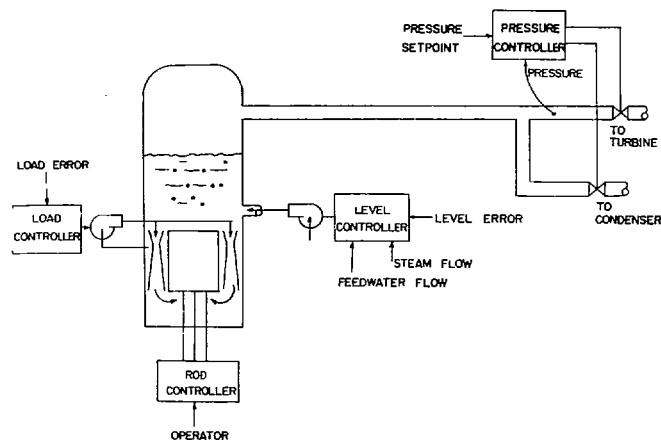 PRESSURE
SETPOINT
PRESSURE
CONTROLLER
PRESSURE
TO
TURBINE
TO
CONDENSER
LOAD ERROR
LOAD
CONTROLLER
LEVEL
CONTROLLER
LEVEL ERROR
STEAM FLOW
FEEDWATER FLOW
ROD
CONTROLLER
OPERATOR